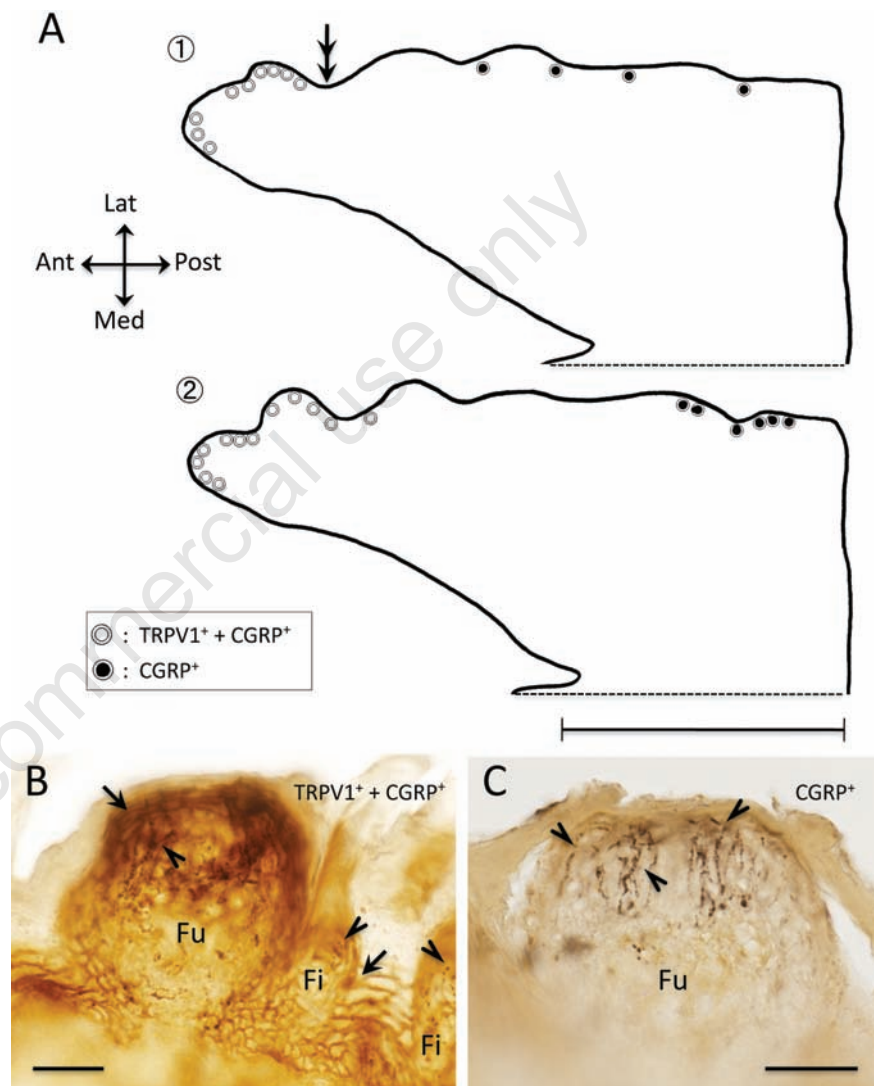 A
①
Lat
Ant
Post
Med
②
: TRPV1⁺ + CGRP⁺
: CGRP⁺
commercial use only
B
TRPV1⁺ + CGRP⁺
Fu
Fi
Fi
C
CGRP⁺
Fu